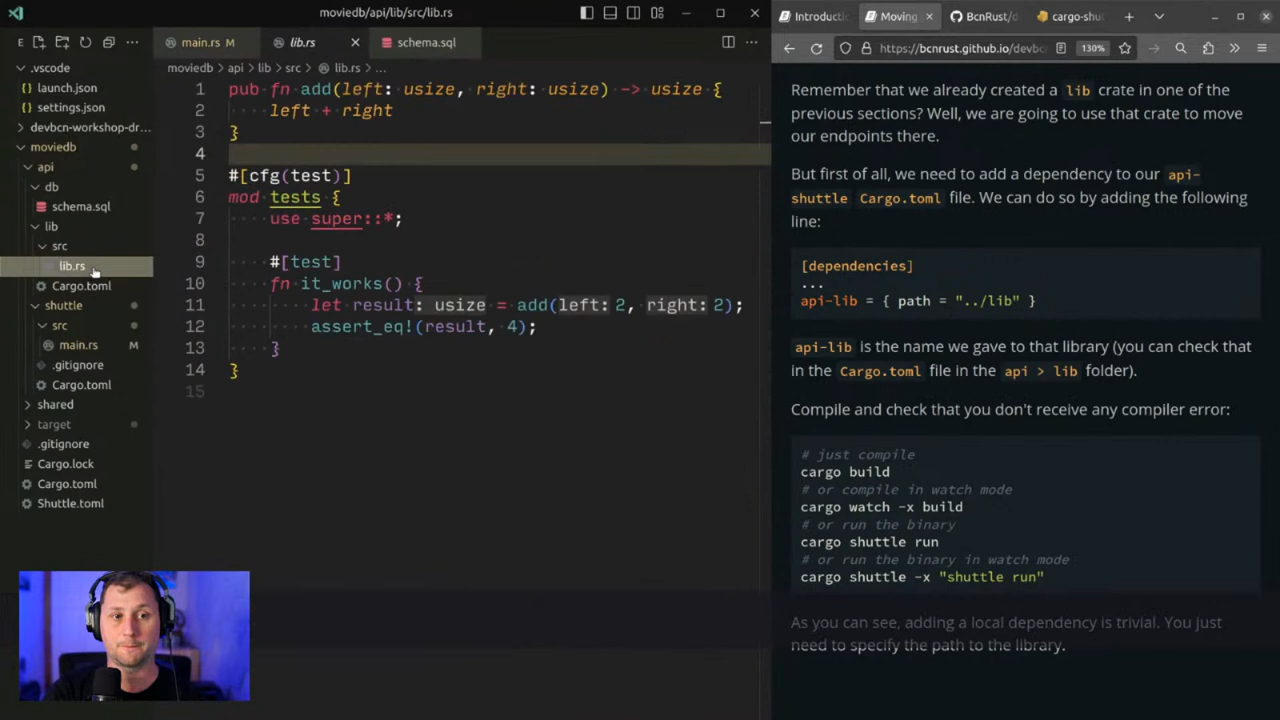 moviedb/api/lib/src/lib.rs
E
.vscode
launch.json
settings.json
devbcn-workshop-dr...
moviedb
api
db
schema.sql
lib
src
lib.rs
Cargo.toml
shuttle
src
main.rs M
.gitignore
Cargo.toml
shared
target
.gitignore
Cargo.lock
Cargo.toml
Shuttle.toml
main.rs M
lib.rs
schema.sql
moviedb > api > lib > src > lib.rs > ...
1 pub fn add(left: usize, right: usize) -> usize {
2 left + right
3 }
4
5 #[cfg(test)]
6 mod tests {
7 use super::*;
8
9 #[test]
10 fn it_works() {
11 let result: usize = add(left: 2, right: 2);
12 assert_eq!(result, 4);
13 }
14 }
15
Introduction
Moving
BcnRust/d
cargo-shut
https://bcnrust.github.io/devbc
130%
Remember that we already created a lib crate in one of the
previous sections? Well, we are going to use that crate to move
our endpoints there.
But first of all, we need to add a dependency to our api-
shuttle Cargo.toml file. We can do so by adding the following
line:
[dependencies]
...
api-lib = { path = "../lib" }
api-lib is the name we gave to that library (you can check that
in the Cargo.toml file in the api > lib folder).
Compile and check that you don't receive any compiler error:
# just compile
cargo build
# or compile in watch mode
cargo watch -x build
# or run the binary
cargo shuttle run
# or run the binary in watch mode
cargo shuttle -x "shuttle run"
As you can see, adding a local dependency is trivial. You just
need to specify the path to the library.